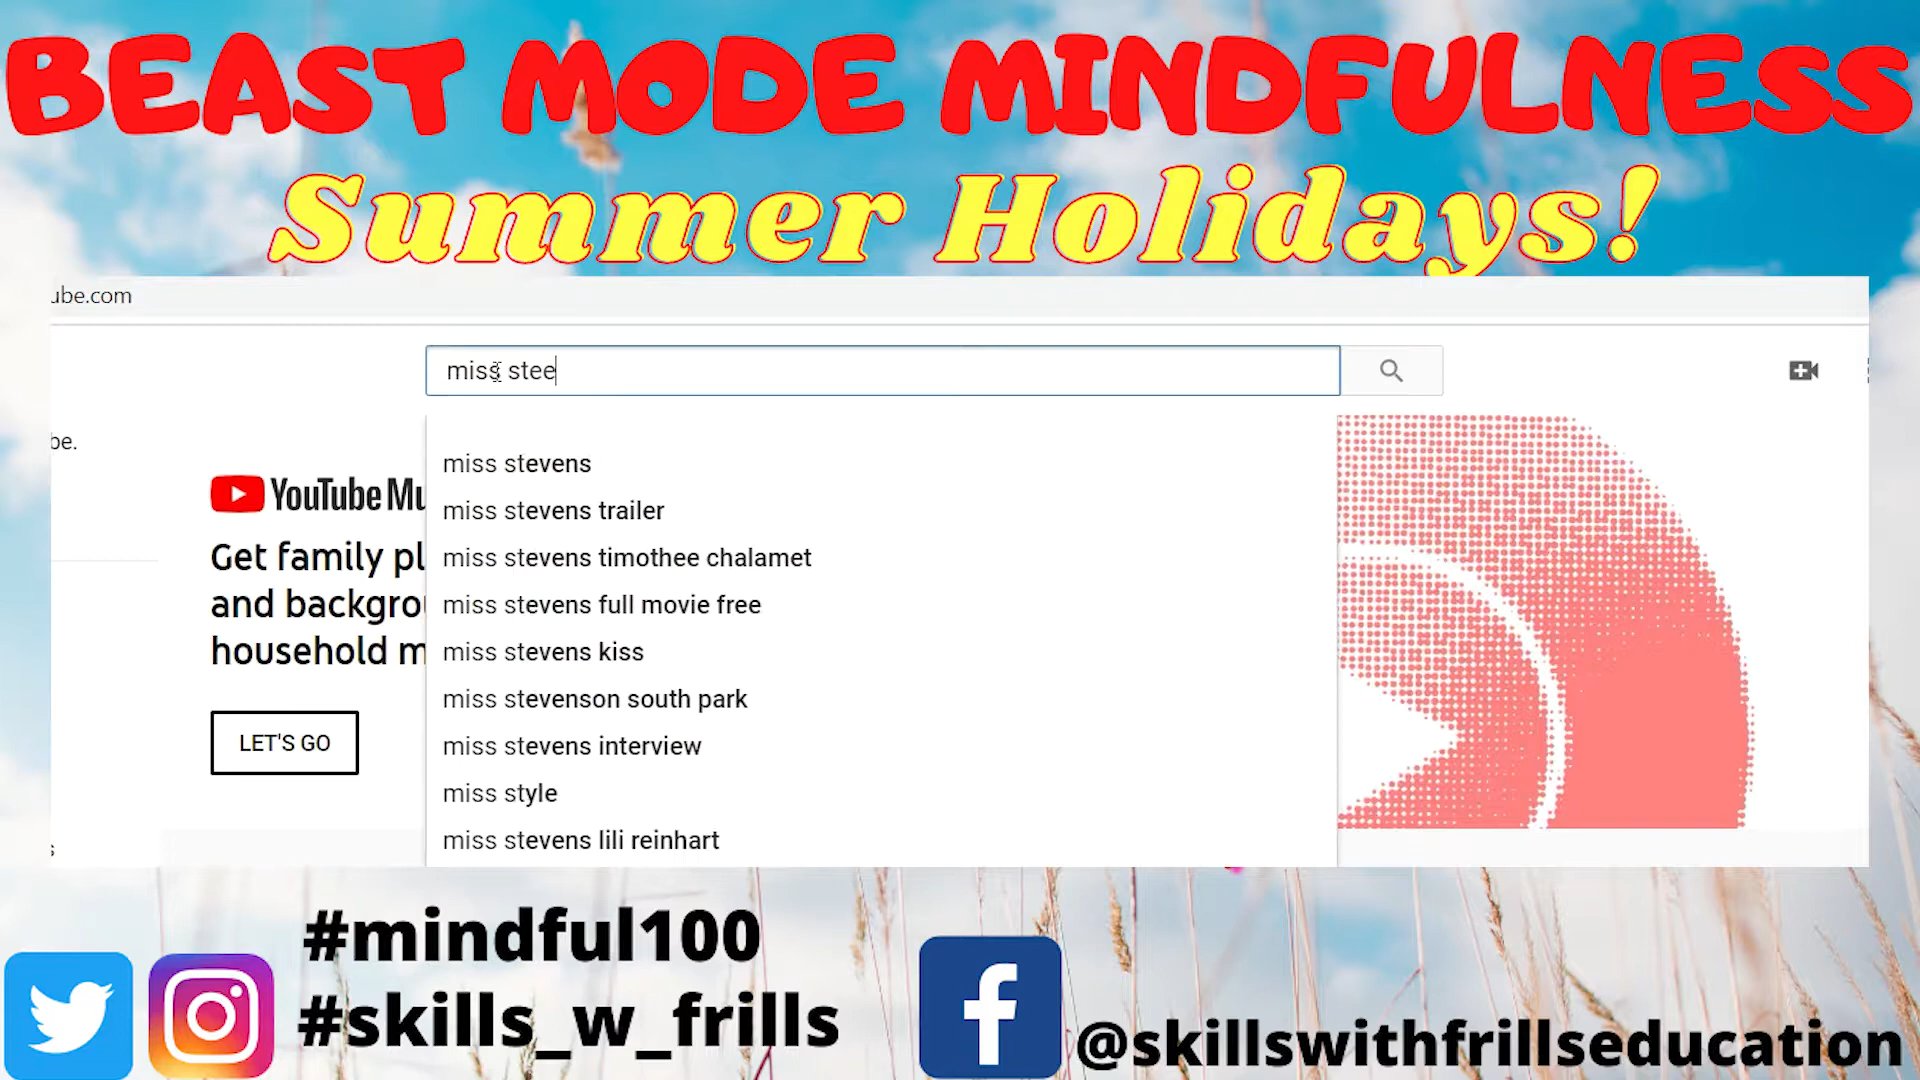 BEAST MODE MINDFULNESS
Summer Holidays!
ube.com
miss stee
be.
miss stevens
YouTube Mu
miss stevens trailer
Get family pl
miss stevens timothee chalamet
and backgrou
miss stevens full movie free
household m
miss stevens kiss
miss stevenson south park
LET'S GO
miss stevens interview
miss style
miss stevens lili reinhart
s
#mindful100
#skills_w_frills
@skillswithfrillseducation